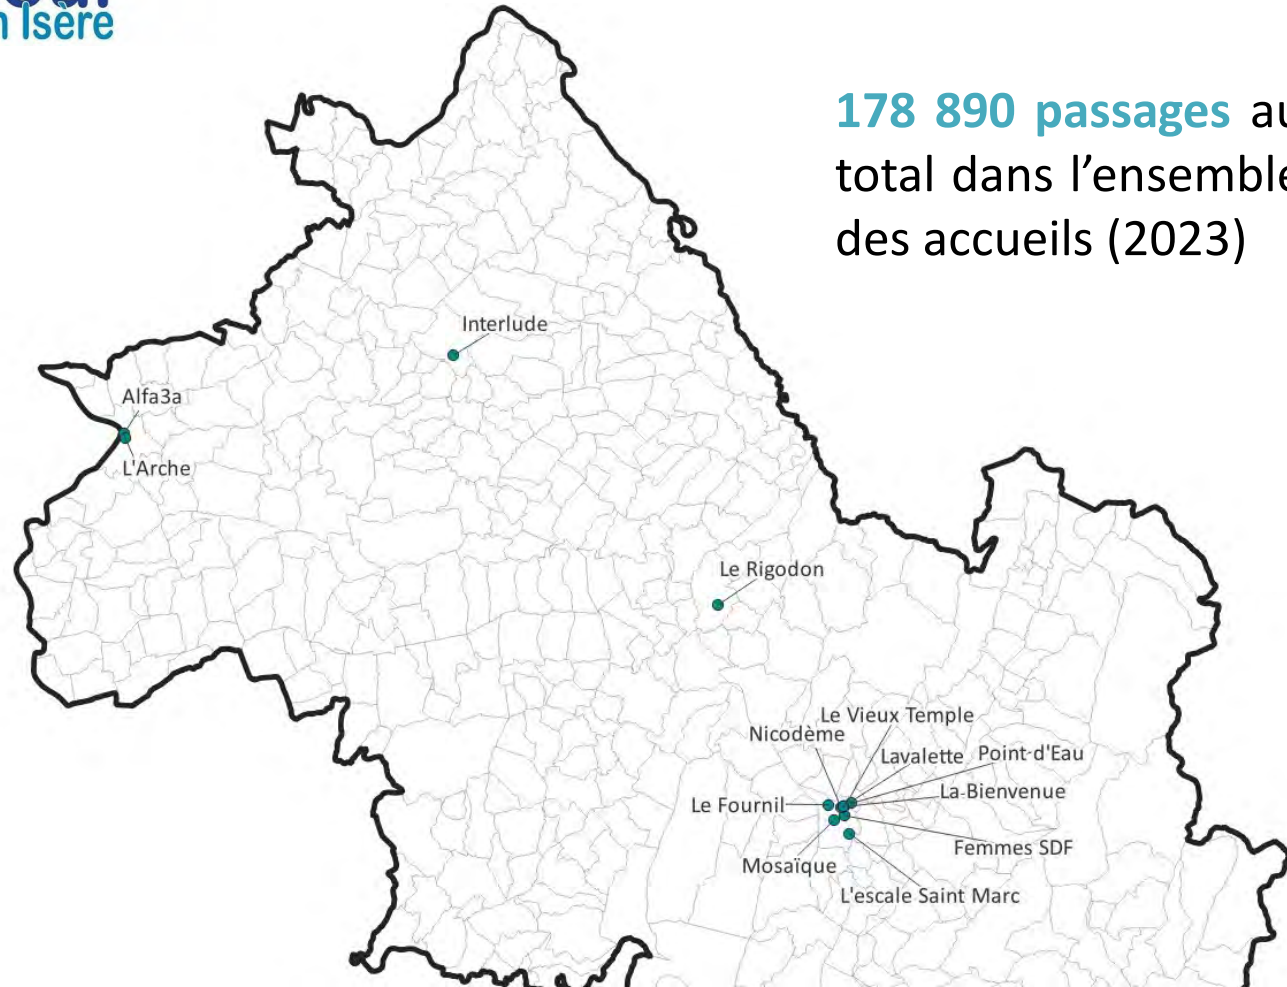 n Isère
178 890 passages au
total dans l'ensemble
des accueils (2023)
Interlude
Alfa3a
L'Arche
Le Rigodon
Le Vieux Temple
Nicodème
Lavalette
Point-d'Eau
La Bienvenue
Le Fournil
Femmes SDF
Mosaïque
L'escale Saint Marc